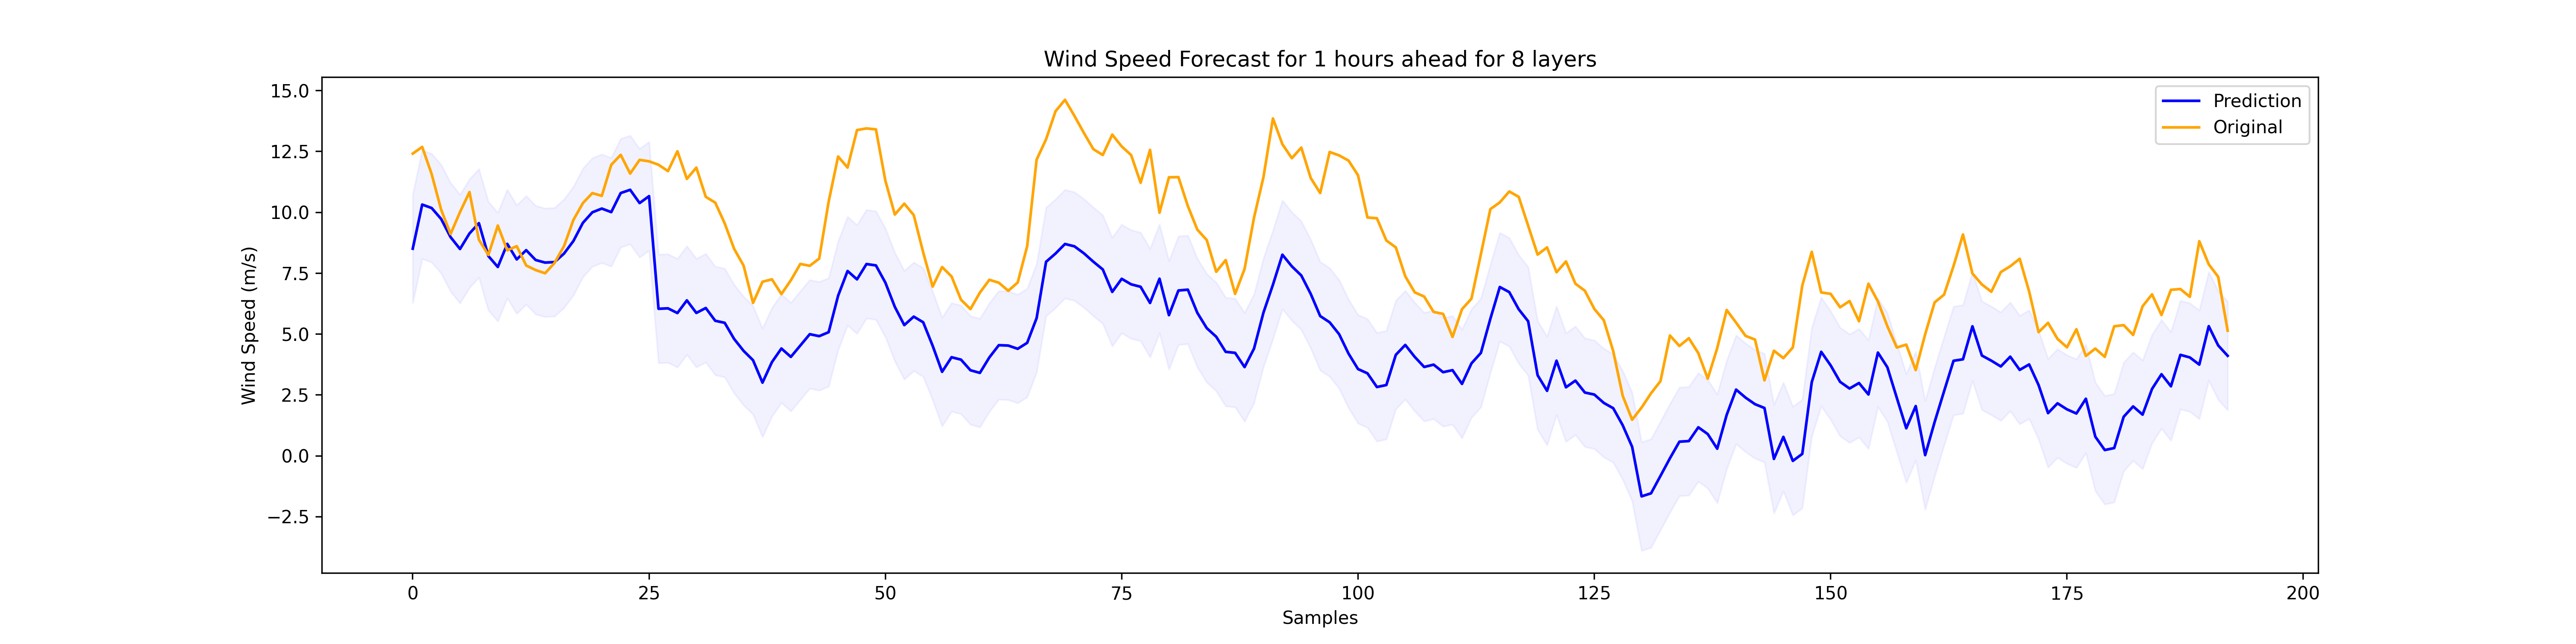 Wind Speed Forecast for 1 hours ahead for 8 layers
Prediction
Original
Wind Speed (m/s)
15.0
12.5
10.0
7.5
5.0
2.5
0.0
−2.5
0 25 50 75 100 125 150 175 200
Samples